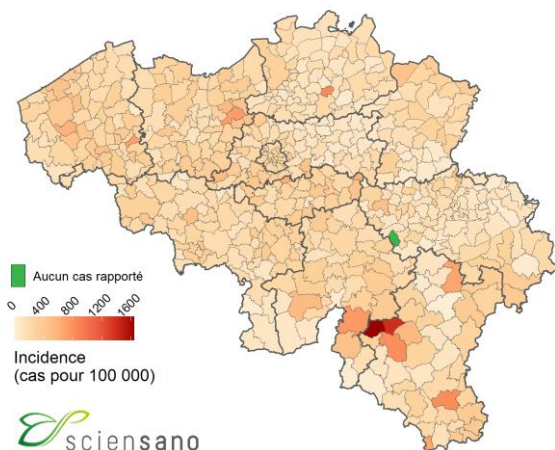 Aucun cas rapporté
0 400 800 1200 1600
Incidence
(cas pour 100 000)
sciensano